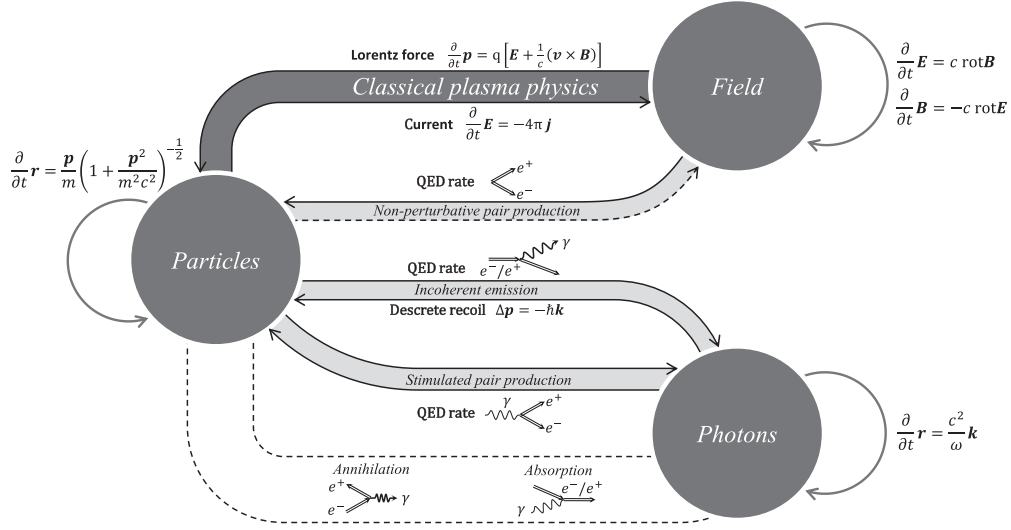 Lorentz force ∂/∂t p = q[E + 1/c (v × B)]
Classical plasma physics
Current ∂/∂t E = −4π j
Field
∂/∂t E = c rotB
∂/∂t B = −c rotE
∂/∂t r = p/m (1 + p²/m²c²)^−1/2
QED rate e⁺
e⁻
Non-perturbative pair production
Particles
γ
QED rate e⁻/e⁺
Incoherent emission
Descrete recoil Δp = −ħk
Stimulated pair production
QED rate γ e⁺
e⁻
Photons
∂/∂t r = c²/ω k
Annihilation
e⁺
e⁻ γ
Absorption
e⁻/e⁺
γ